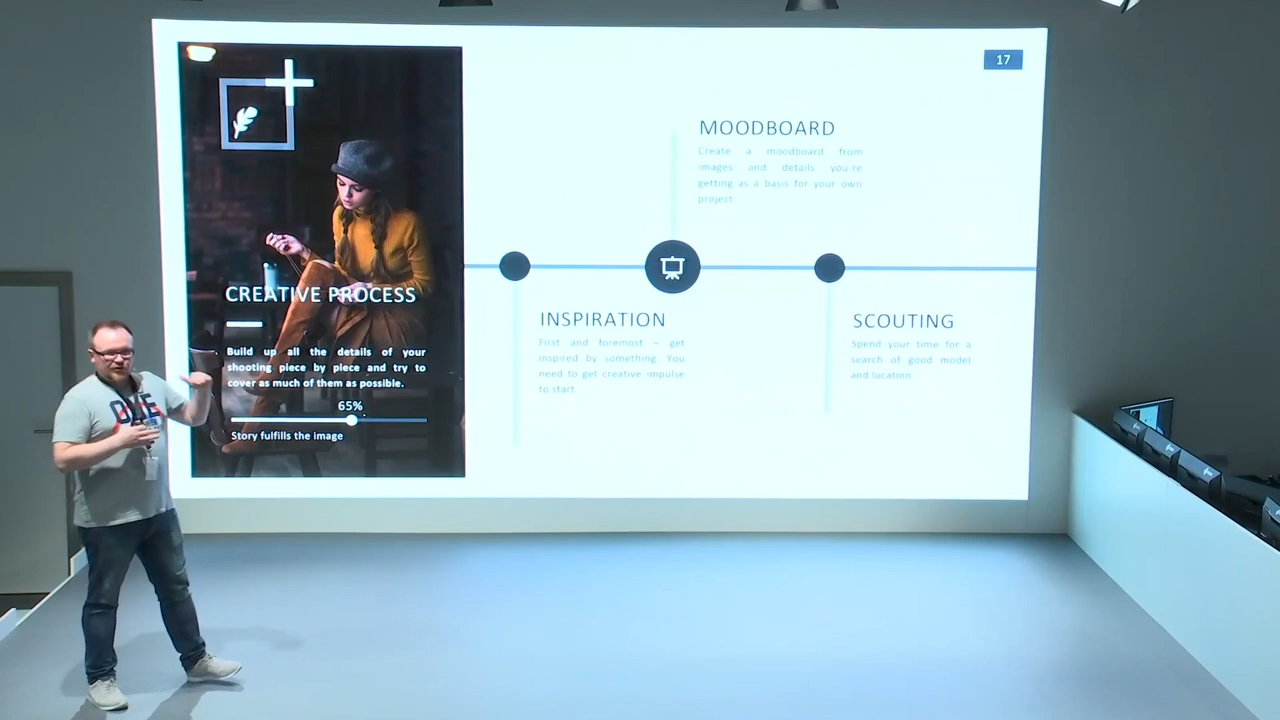 17
CREATIVE PROCESS
Build up all the details of your
shooting piece by piece and try to
cover as much of them as possible.
65%
Story fulfills the image
INSPIRATION
First and foremost – get
inspired by something. You
need to get creative impulse
to start
MOODBOARD
Create a moodboard from
images and details you're
getting as a basis for your own
project
SCOUTING
Spend your time for a
search of good model
and location